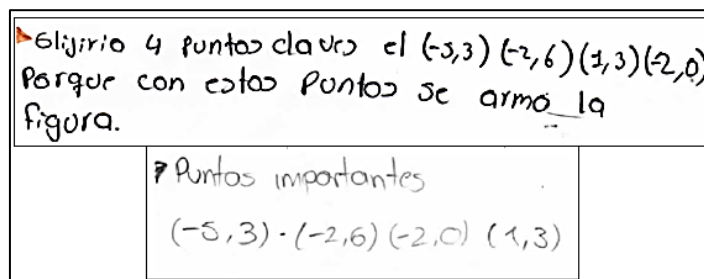 Elijirio 4 puntos claves el (-5,3) (-2,6) (1,3) (-2,0)
Porque con estos Puntos se armo la
figura.
Puntos importantes
(-5,3) · (-2,6) (-2,0) (1,3)